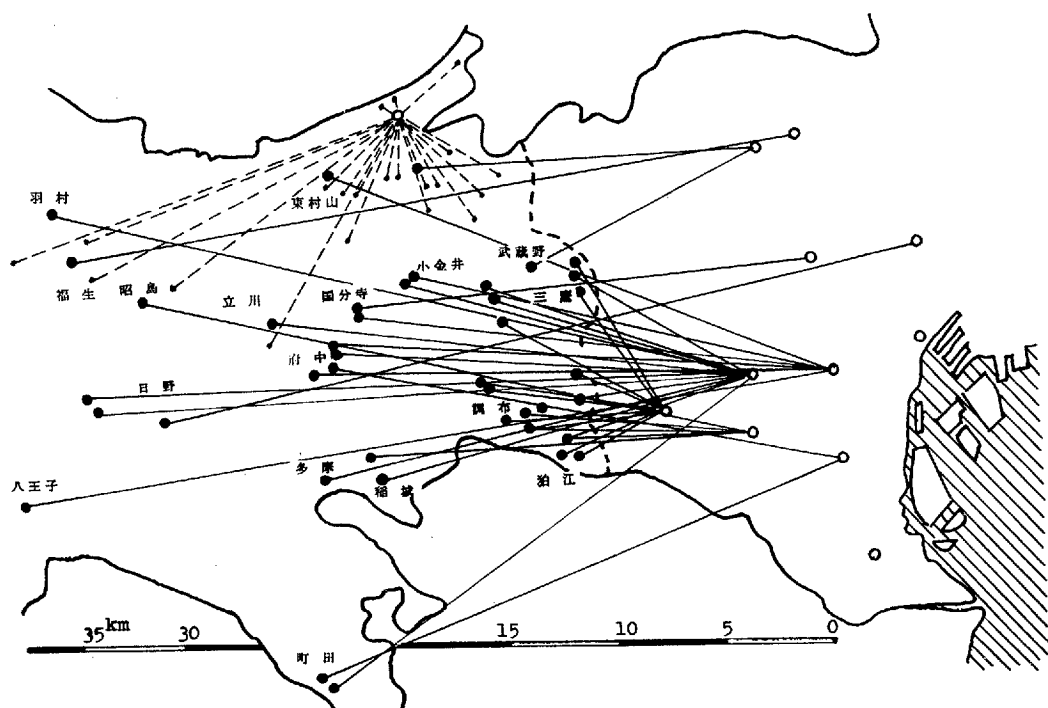 羽村
東村山
武蔵野
小金井
福生 昭島
立川
国分寺
三鷹
府中
日野
調布
多摩
八王子
稲城
狛江
35km 30 15 10 5 0
町田